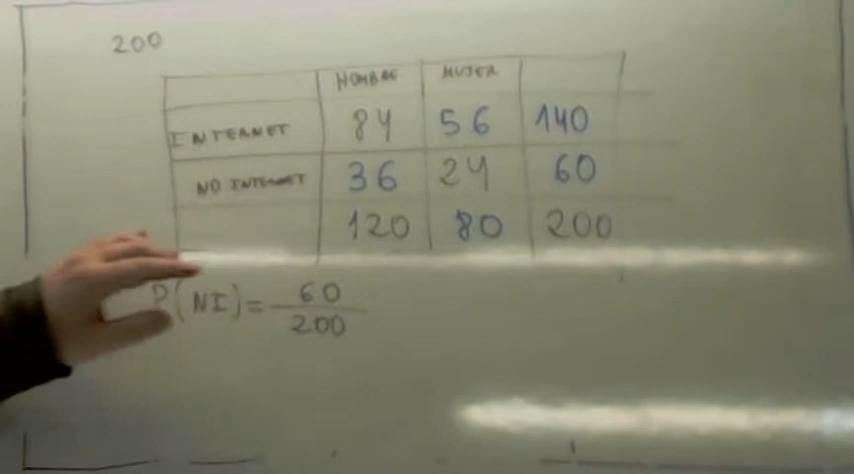 200
HOMBRE MUJER
INTERNET 84 56 140
NO INTERNET 36 24 60
120 80 200
P(NI) = 60
200